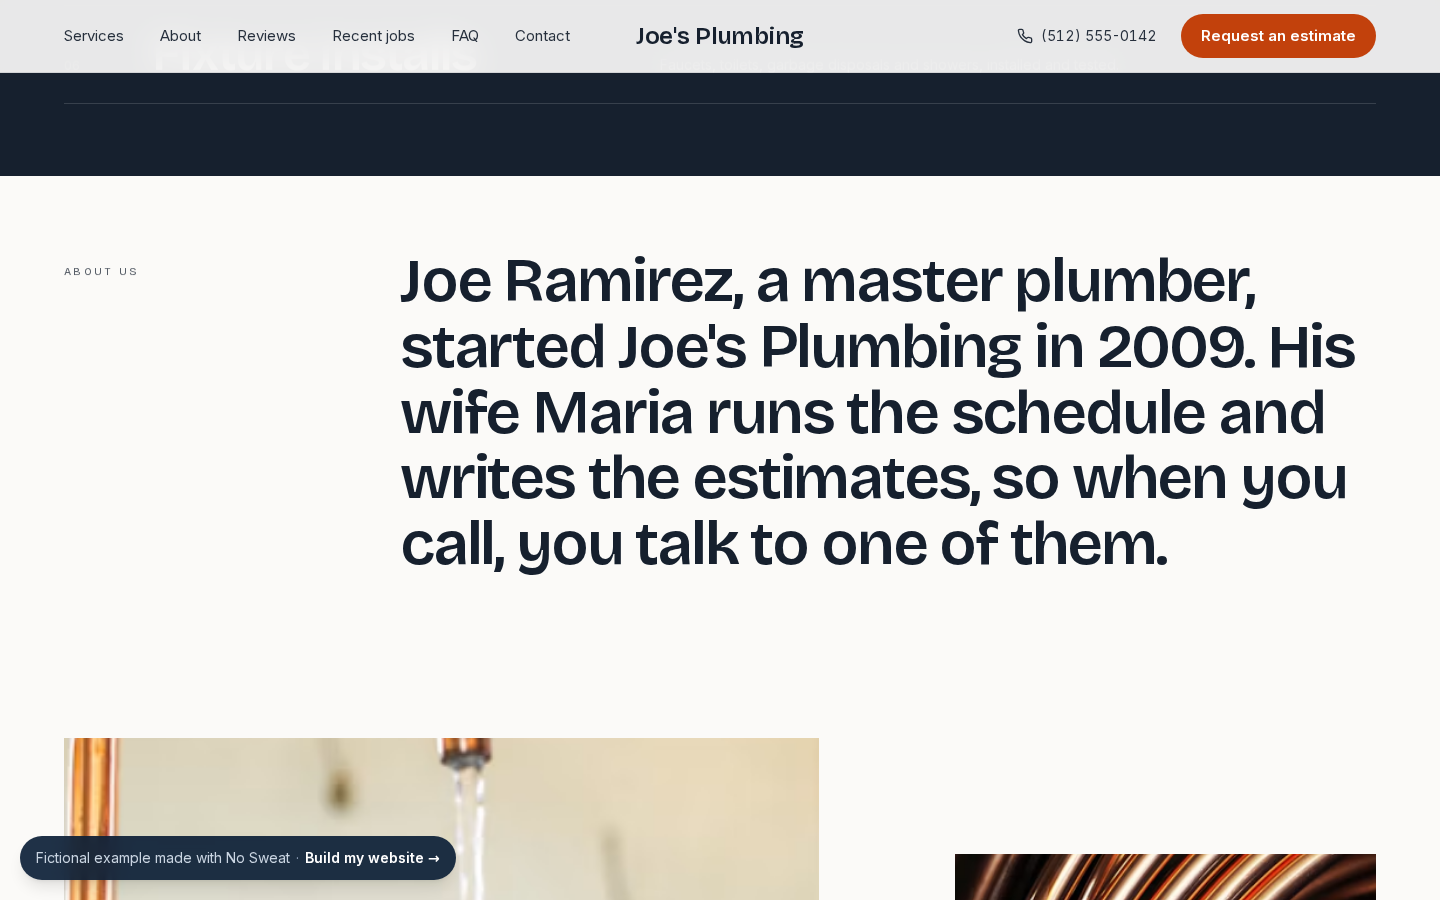 Services
About
Reviews
Recent jobs
FAQ
Contact
Joe's Plumbing
(512) 555-0142
Request an estimate
Fixture installs
ABOUT US
Joe Ramirez, a master plumber,
started Joe's Plumbing in 2009. His
wife Maria runs the schedule and
writes the estimates, so when you
call, you talk to one of them.
Fictional example made with No Sweat · Build my website →